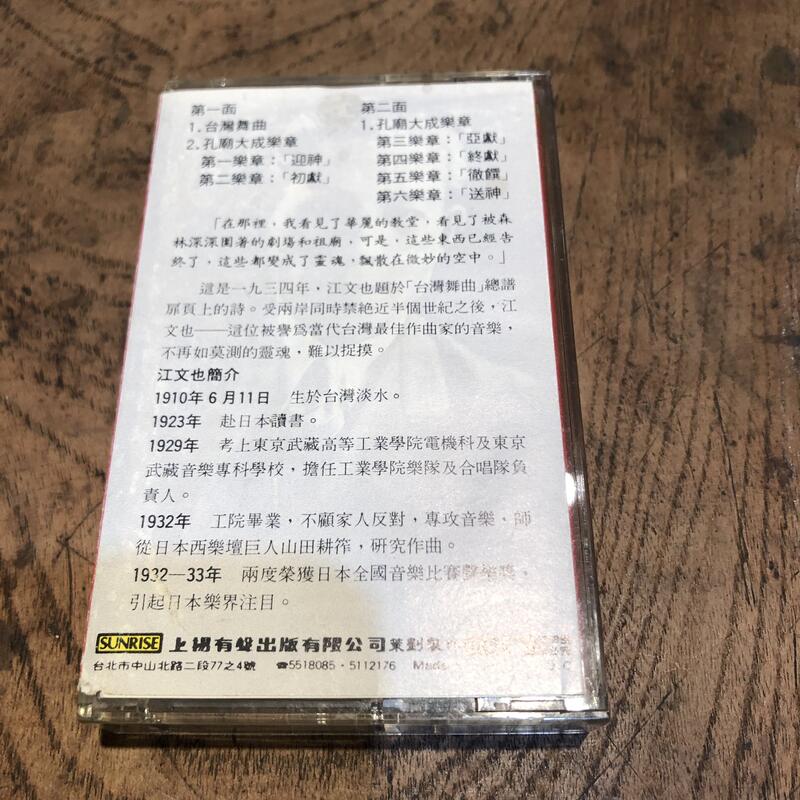 第一面
1.台灣舞曲
2.孔廟大成樂章
第一樂章：「迎神」
第二樂章：「初獻」
第二面
1.孔廟大成樂章
第三樂章：「亞獻」
第四樂章：「終獻」
第五樂章：「徹饌」
第六樂章：「送神」
「在那裡，我看見了華麗的教堂，看見了被森
林深深圍著的劇場和祖廟，可是，這些東西已經告
終了，這些都變成了靈魂，飄散在微妙的空中。」
這是一九三四年，江文也題於「台灣舞曲」總譜
扉頁上的詩。受兩岸同時禁絕近半個世紀之後，江
文也——這位被譽爲當代台灣最佳作曲家的音樂，
不再如莫測的靈魂，難以捉摸。
江文也簡介
1910年6月11日 生於台灣淡水。
1923年 赴日本讀書。
1929年 考上東京武藏高等工業學院電機科及東京
武藏音樂專科學校，擔任工業學院樂隊及合唱隊負
責人。
1932年 工院畢業，不顧家人反對，專攻音樂，師
從日本西樂壇巨人山田耕筰，研究作曲。
1932—33年 兩度榮獲日本全國音樂比賽聲樂獎，
引起日本樂界注目。
SUNRISE 上揚有聲出版有限公司策劃製作
台北市中山北路二段77之4號 ☎5518085・5112176 Made